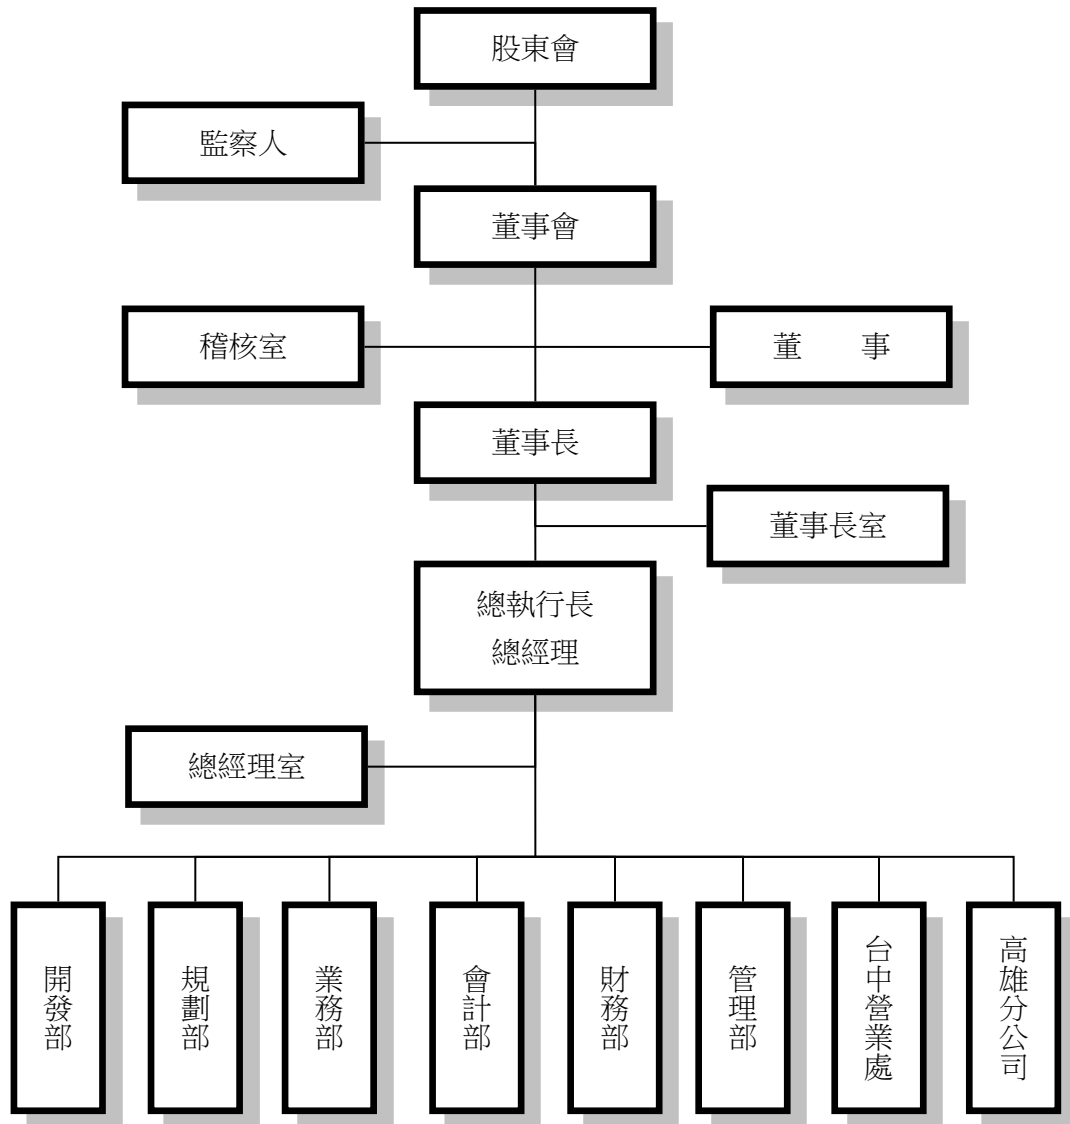 股東會
監察人
董事會
稽核室
董　　事
董事長
董事長室
總執行長
總經理
總經理室
開發部
規劃部
業務部
會計部
財務部
管理部
台中營業處
高雄分公司